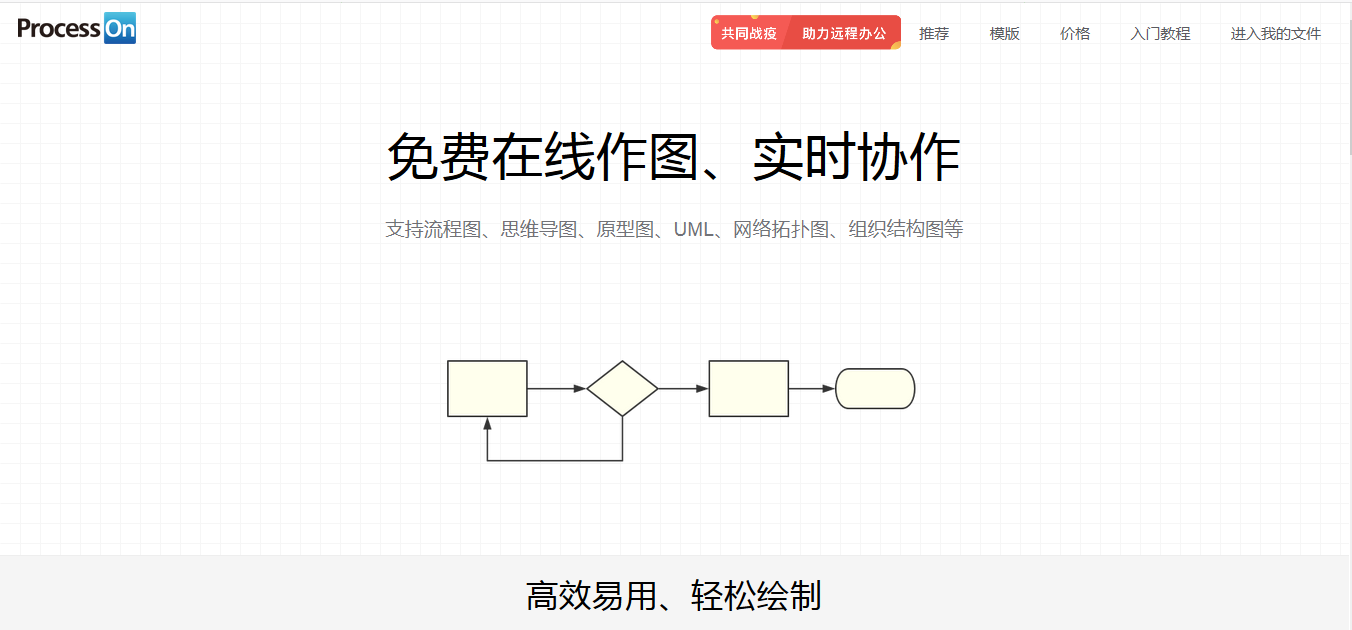 ProcessOn
共同战疫 助力远程办公 推荐 模版 价格 入门教程 进入我的文件
免费在线作图、实时协作
支持流程图、思维导图、原型图、UML、网络拓扑图、组织结构图等
高效易用、轻松绘制